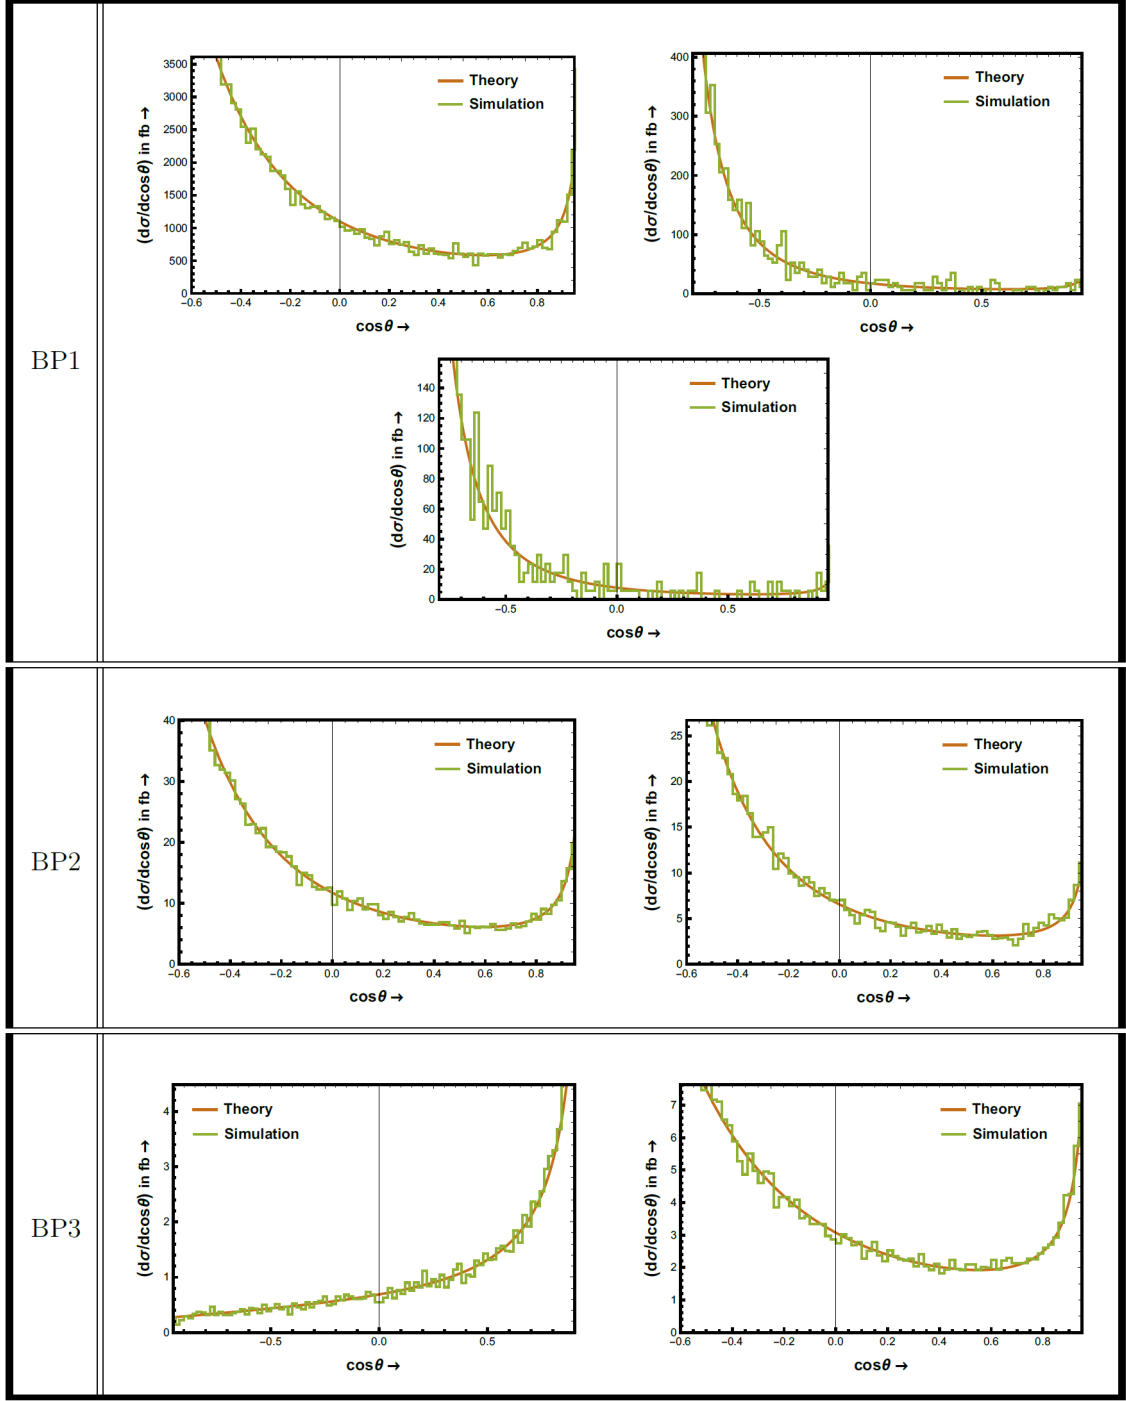 BP1
3500
3000
2500
2000
1500
1000
500
0
−0.6 −0.4 −0.2 0.0 0.2 0.4 0.6 0.8
(dσ/dcosθ) in fb →
cosθ →
Theory
Simulation
400
300
200
100
0
−0.5 0.0 0.5
(dσ/dcosθ) in fb →
cosθ →
Theory
Simulation
140
120
100
80
60
40
20
0
−0.5 0.0 0.5
(dσ/dcosθ) in fb →
cosθ →
Theory
Simulation
BP2
40
30
20
10
0
−0.6 −0.4 −0.2 0.0 0.2 0.4 0.6 0.8
(dσ/dcosθ) in fb →
cosθ →
Theory
Simulation
25
20
15
10
5
0
−0.6 −0.4 −0.2 0.0 0.2 0.4 0.6 0.8
(dσ/dcosθ) in fb →
cosθ →
Theory
Simulation
BP3
4
3
2
1
0
−0.5 0.0 0.5
(dσ/dcosθ) in fb →
cosθ →
Theory
Simulation
7
6
5
4
3
2
1
0
−0.6 −0.4 −0.2 0.0 0.2 0.4 0.6 0.8
(dσ/dcosθ) in fb →
cosθ →
Theory
Simulation